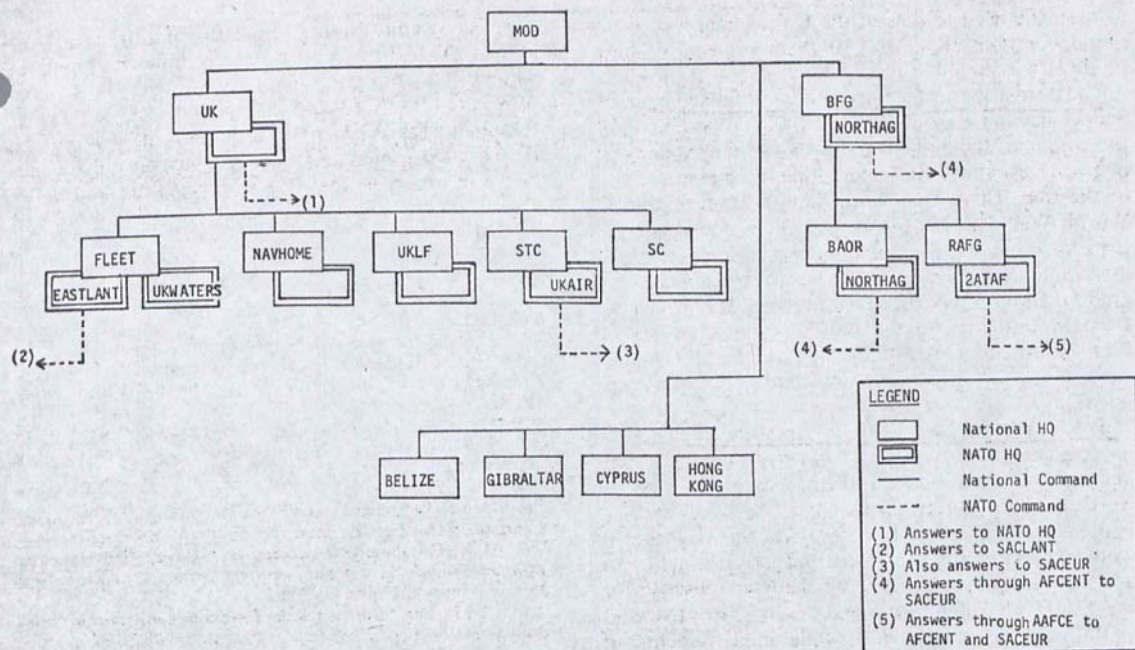 MOD
UK
BFG
NORTHAG
(4)
(1)
FLEET
NAVHOME
UKLF
STC
SC
BAOR
RAFG
EASTLANT
UKWATERS
UKAIR
NORTHAG
2ATAF
(2)
(3)
(4)
(5)
LEGEND
National HQ
NATO HQ
National Command
NATO Command
(1) Answers to NATO HQ
(2) Answers to SACLANT
(3) Also answers to SACEUR
(4) Answers through AFCENT to
SACEUR
(5) Answers through AAFCE to
AFCENT and SACEUR
BELIZE
GIBRALTAR
CYPRUS
HONG
KONG